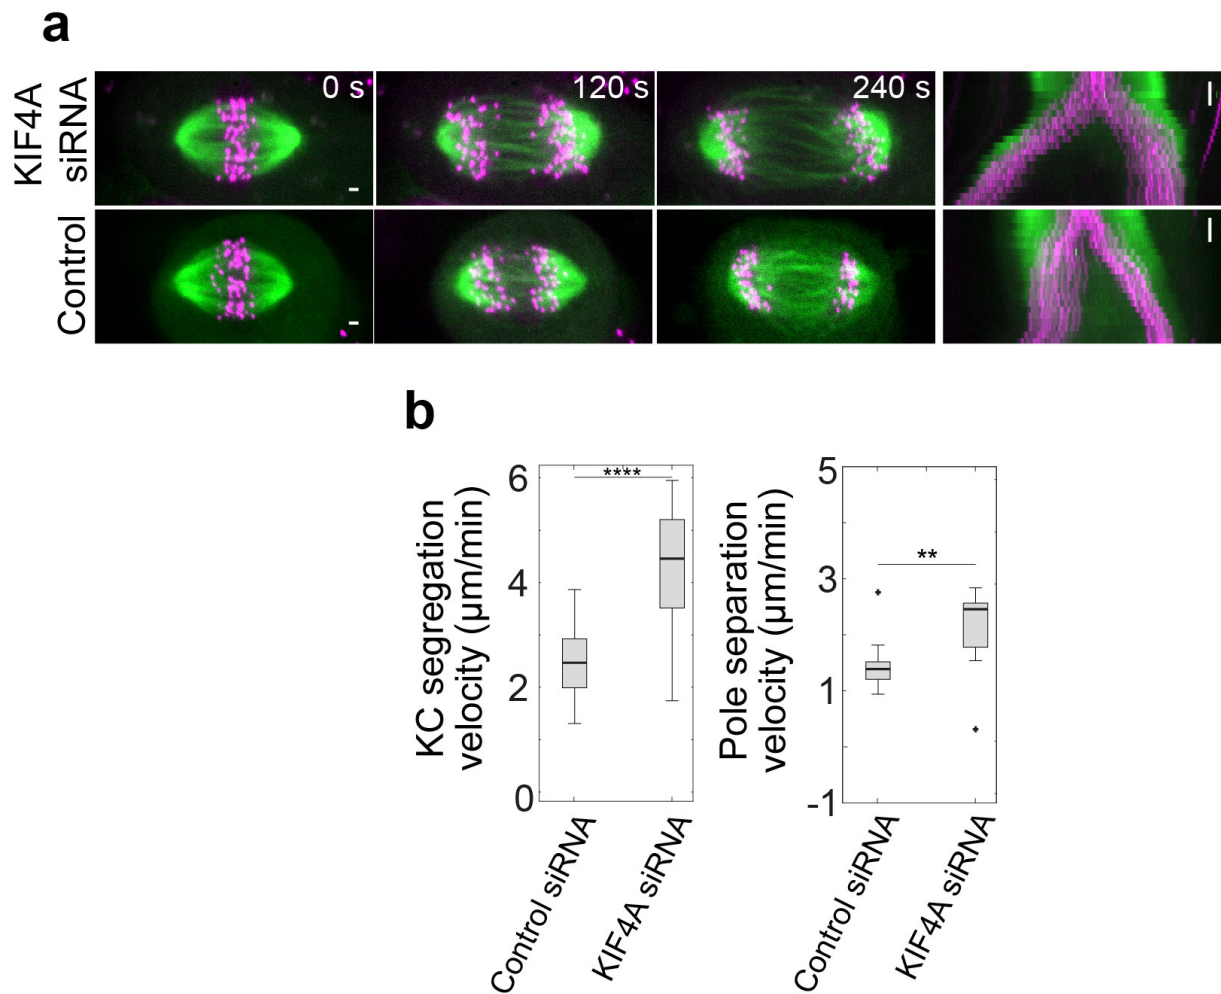 a
KIF4A
siRNA
0 s
120 s
240 s
Control
b
KC segregation
velocity (µm/min)
6
4
2
0
****
Control siRNA
KIF4A siRNA
Pole separation
velocity (µm/min)
5
3
1
-1
**
Control siRNA
KIF4A siRNA